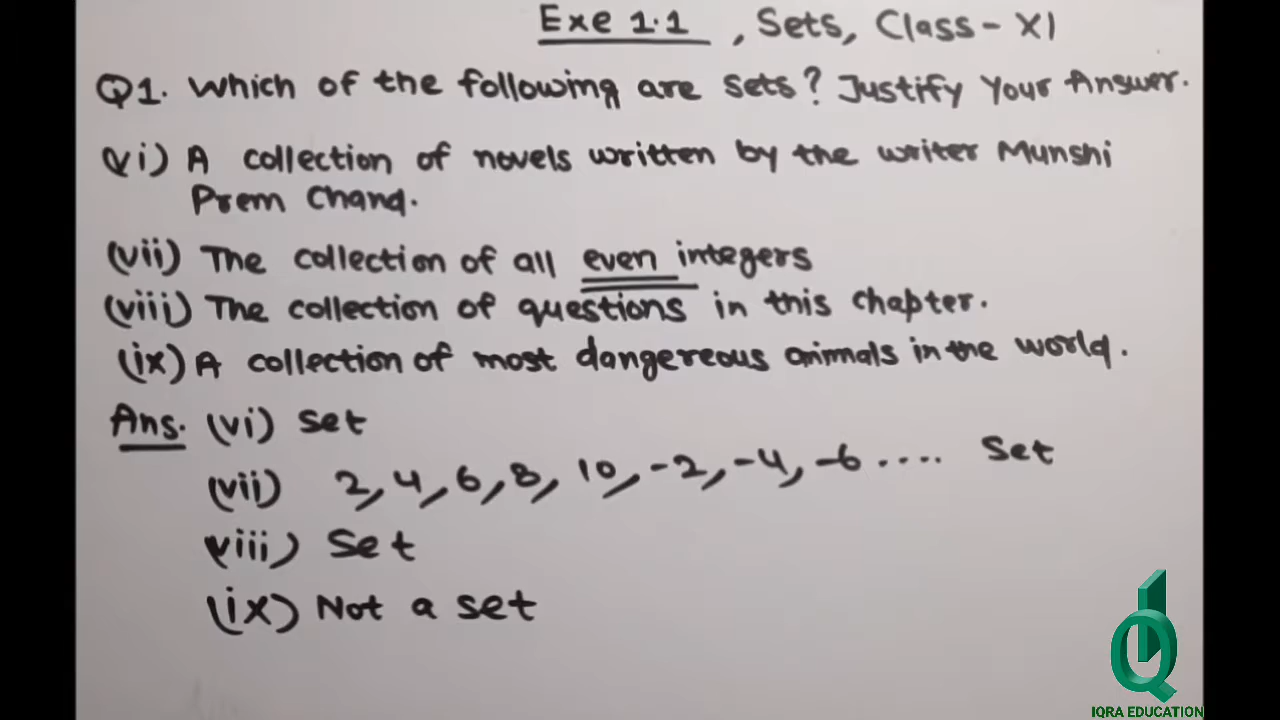 Exe 1.1 , Sets, Class - XI
Q1. Which of the following are sets? Justify Your Answer.
(vi) A collection of novels written by the writer Munshi
Prem Chand.
(vii) The collection of all even integers
(viii) The collection of questions in this chapter.
(ix) A collection of most dangereous animals in the world.
Ans. (vi) Set
(vii) 2, 4, 6, 8, 10, -2, -4, -6 .... Set
viii) Set
(ix) Not a set
IQRA EDUCATION